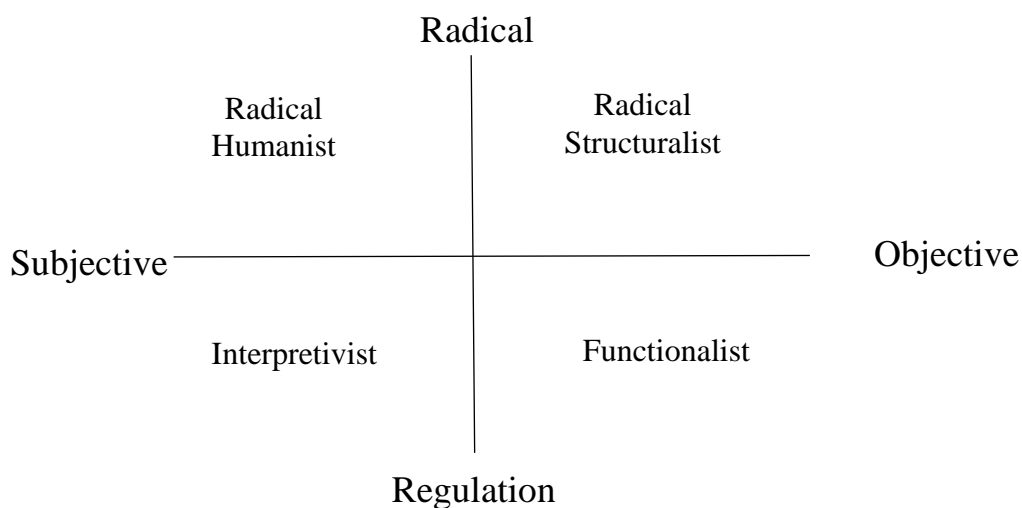 Radical
Radical
Humanist
Radical
Structuralist
Subjective
Objective
Interpretivist
Functionalist
Regulation